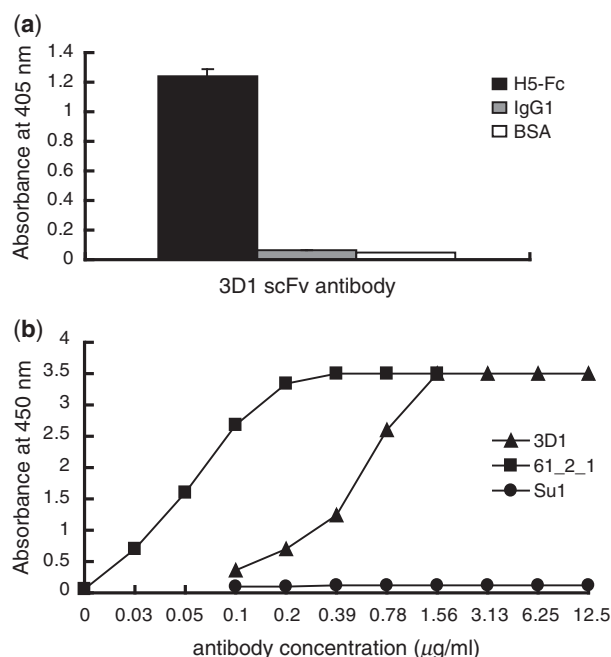 (a)
Absorbance at 405 nm
1.4
1.2
1
0.8
0.6
0.4
0.2
0
H5-Fc
IgG1
BSA
3D1 scFv antibody
(b)
Absorbance at 450 nm
4
3.5
3
2.5
2
1.5
1
0.5
0
3D1
61_2_1
Su1
0 0.03 0.05 0.1 0.2 0.39 0.78 1.56 3.13 6.25 12.5
antibody concentration (μg/ml)